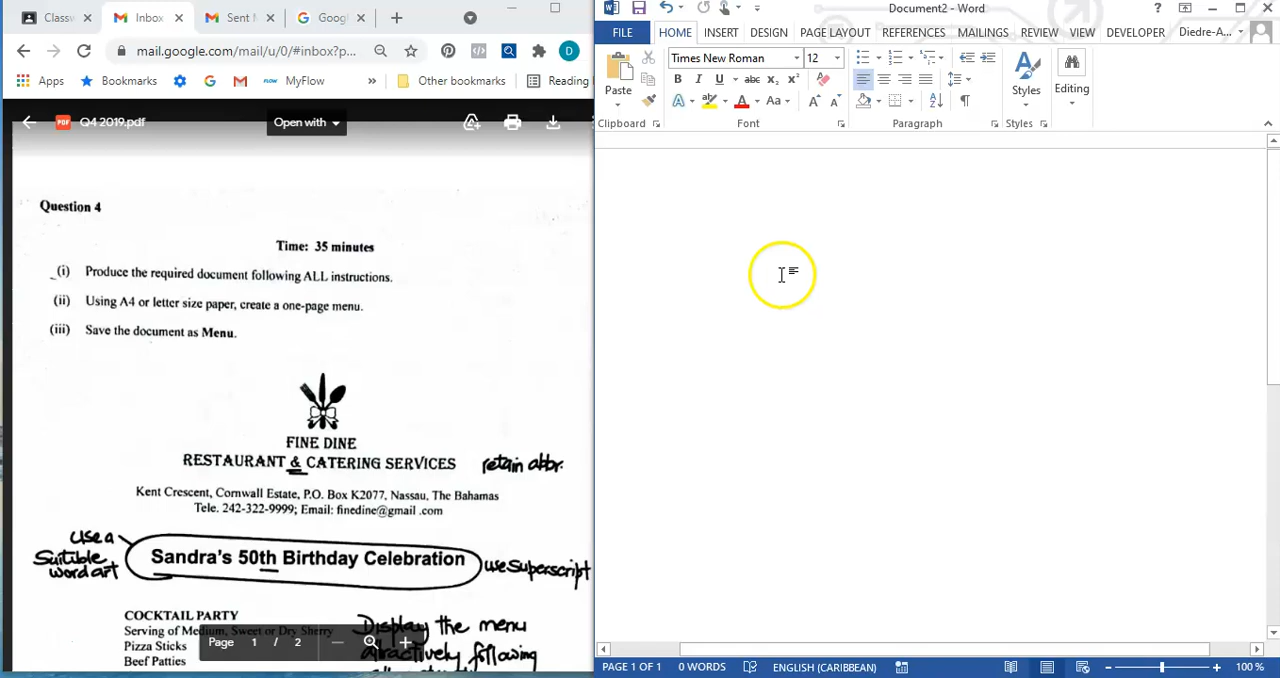 Classw
Inbox
Sent M
Googl
mail.google.com/mail/u/0/#inbox?p...
D
Apps
Bookmarks
MyFlow
»
Other bookmarks
Reading
Q4 2019.pdf
Open with
Question 4
Time: 35 minutes
(i) Produce the required document following ALL instructions.
(ii) Using A4 or letter size paper, create a one-page menu.
(iii) Save the document as Menu.
FINE DINE
RESTAURANT & CATERING SERVICES retain abbr.
Kent Crescent, Cornwall Estate, P.O. Box K2077, Nassau, The Bahamas
Tele. 242-322-9999; Email: finedine@gmail .com
use a
Suitible
word art
Sandra's 50th Birthday Celebration
use superscript
COCKTAIL PARTY
Serving of Medium, Sweet or Dry Sherry
Pizza Sticks
Beef Patties
Display the menu
attractively following
Page 1 / 2
Document2 - Word
FILE HOME INSERT DESIGN PAGE LAYOUT REFERENCES MAILINGS REVIEW VIEW DEVELOPER Diedre-A...
Times New Roman 12
B I U abc x₂ x²
A A Aa A A
Paste
Styles
Editing
Clipboard Font Paragraph Styles
PAGE 1 OF 1 0 WORDS ENGLISH (CARIBBEAN) 100 %